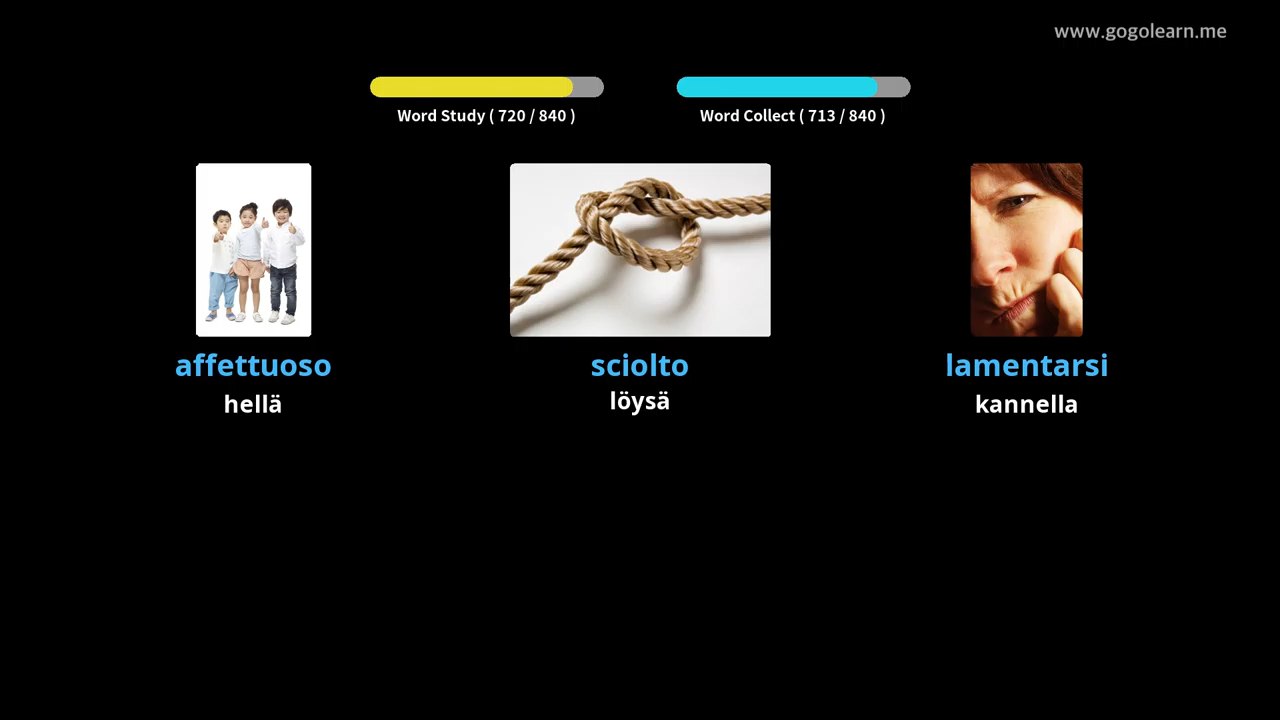 www.gogolearn.me
Word Study ( 720 / 840 )
Word Collect ( 713 / 840 )
affettuoso
hellä
sciolto
löysä
lamentarsi
kannella